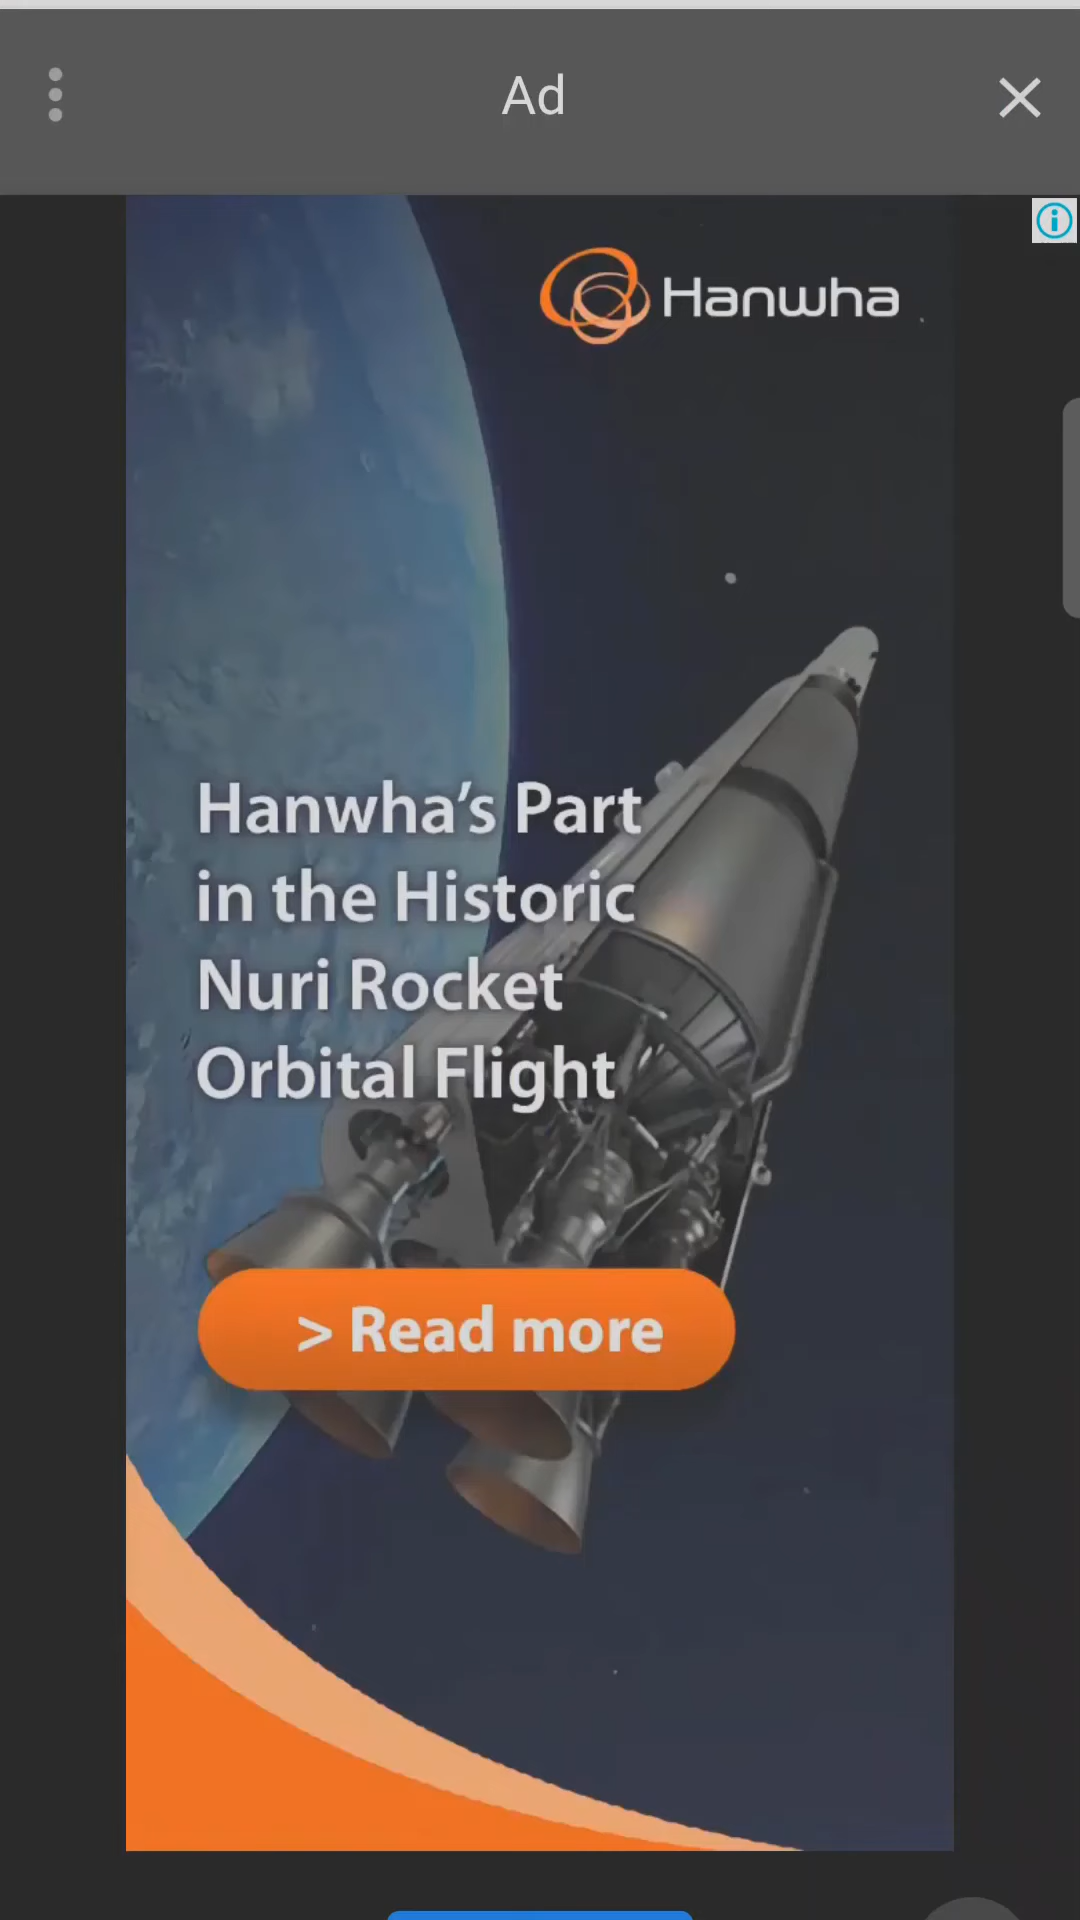 Ad
Hanwha
Hanwha’s Part
in the Historic
Nuri Rocket
Orbital Flight
> Read more